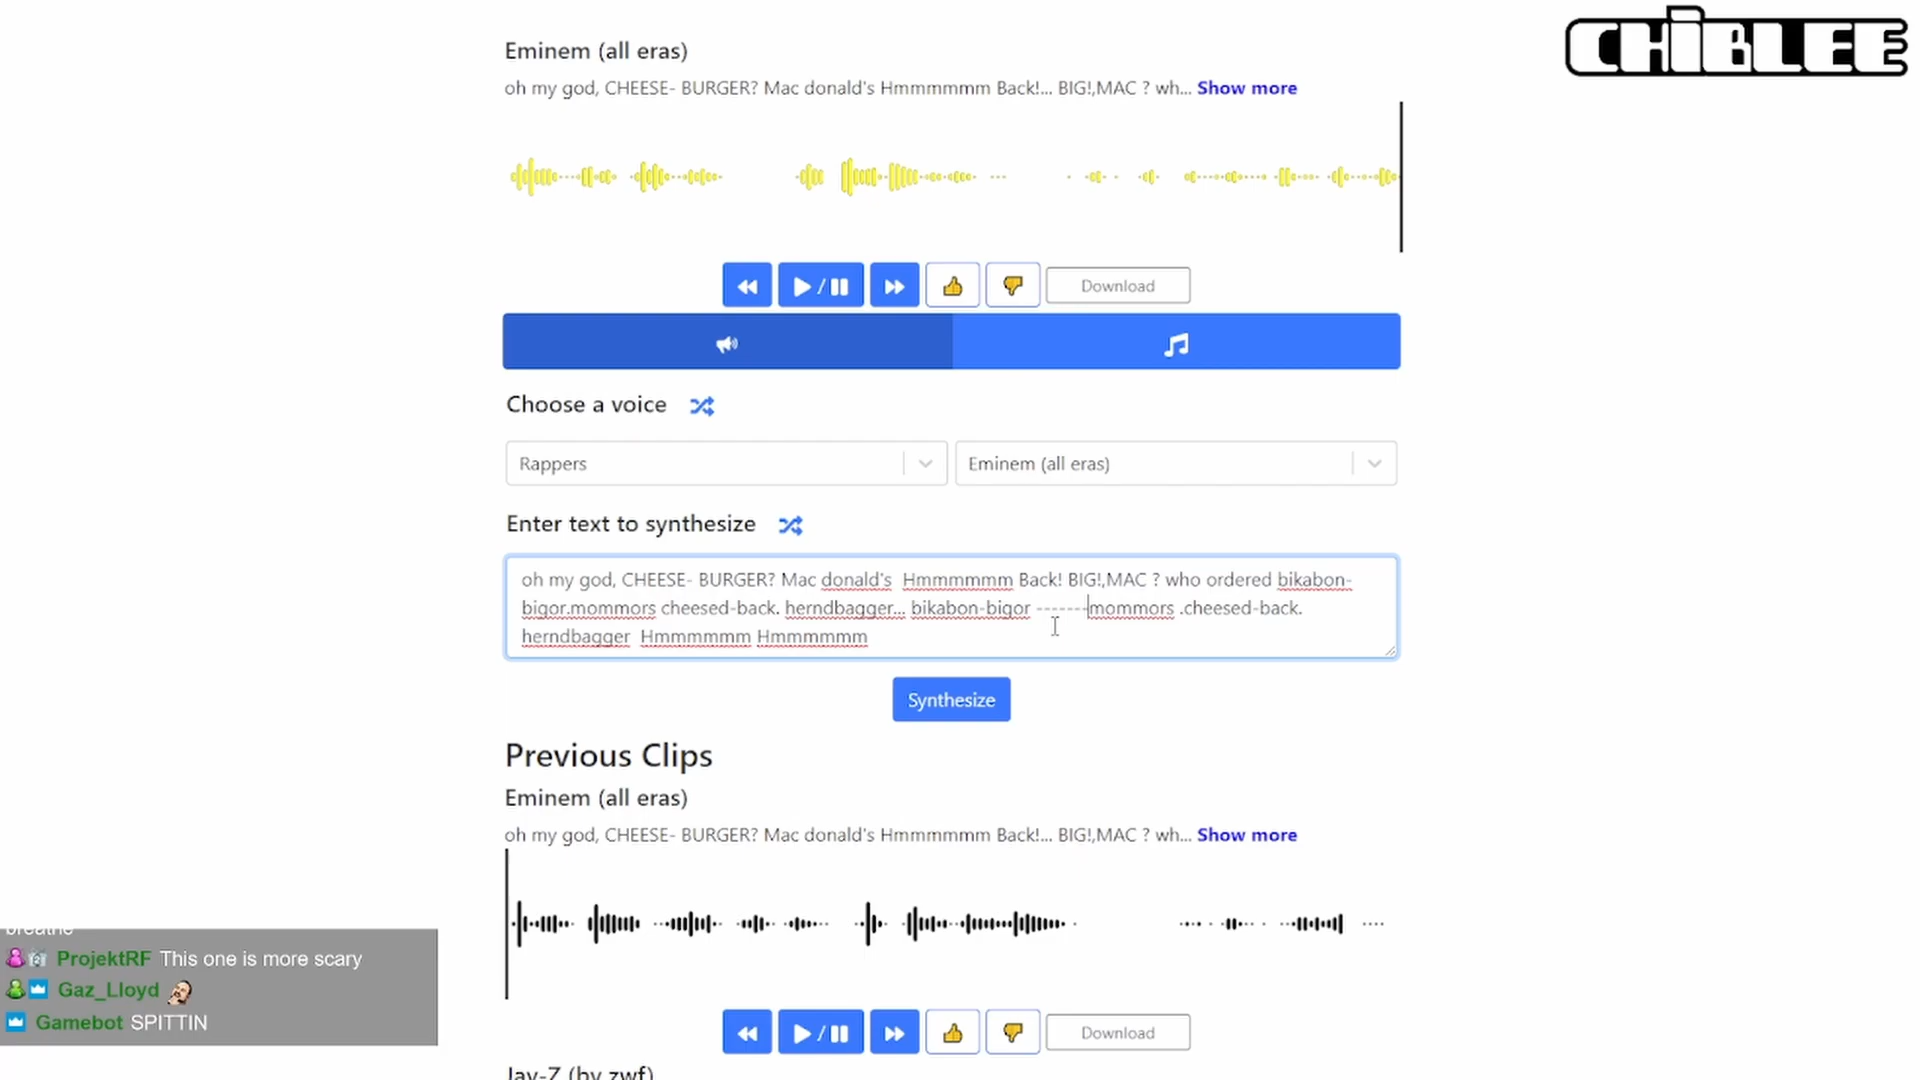 CHIBLEE
Eminem (all eras)
oh my god, CHEESE- BURGER? Mac donald's Hmmmmmm Back!... BIG!,MAC ? wh... Show more
/
Download
Choose a voice
Rappers
Eminem (all eras)
Enter text to synthesize
oh my god, CHEESE- BURGER? Mac donald's  Hmmmmmm Back! BIG!,MAC ? who ordered bikabon-
bigor.mommors cheesed-back. herndbagger... bikabon-bigor -------mommors .cheesed-back.
herndbagger  Hmmmmmm Hmmmmmm
Synthesize
Previous Clips
Eminem (all eras)
oh my god, CHEESE- BURGER? Mac donald's Hmmmmmm Back!... BIG!,MAC ? wh... Show more
breathe
ProjektRF This one is more scary
Gaz_Lloyd
Gamebot SPITTIN
/
Download
Jay-Z (by zwf)